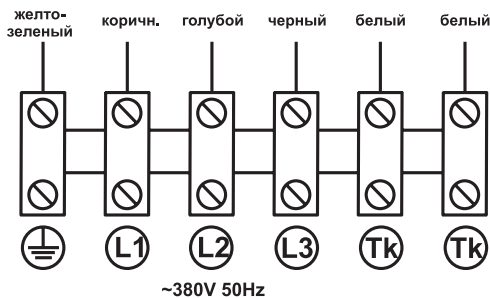 желто-
зеленый
коричн.
голубой
черный
белый
белый
L1
L2
L3
Tk
Tk
~380V 50Hz